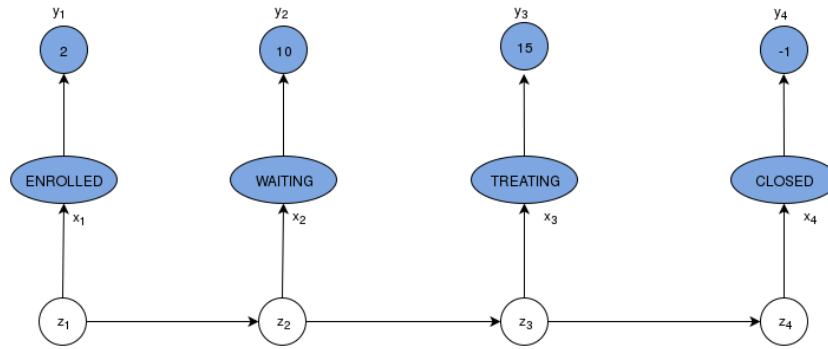 y1 y2 y3 y4
2 10 15 -1
ENROLLED WAITING TREATING CLOSED
x1 x2 x3 x4
z1 z2 z3 z4